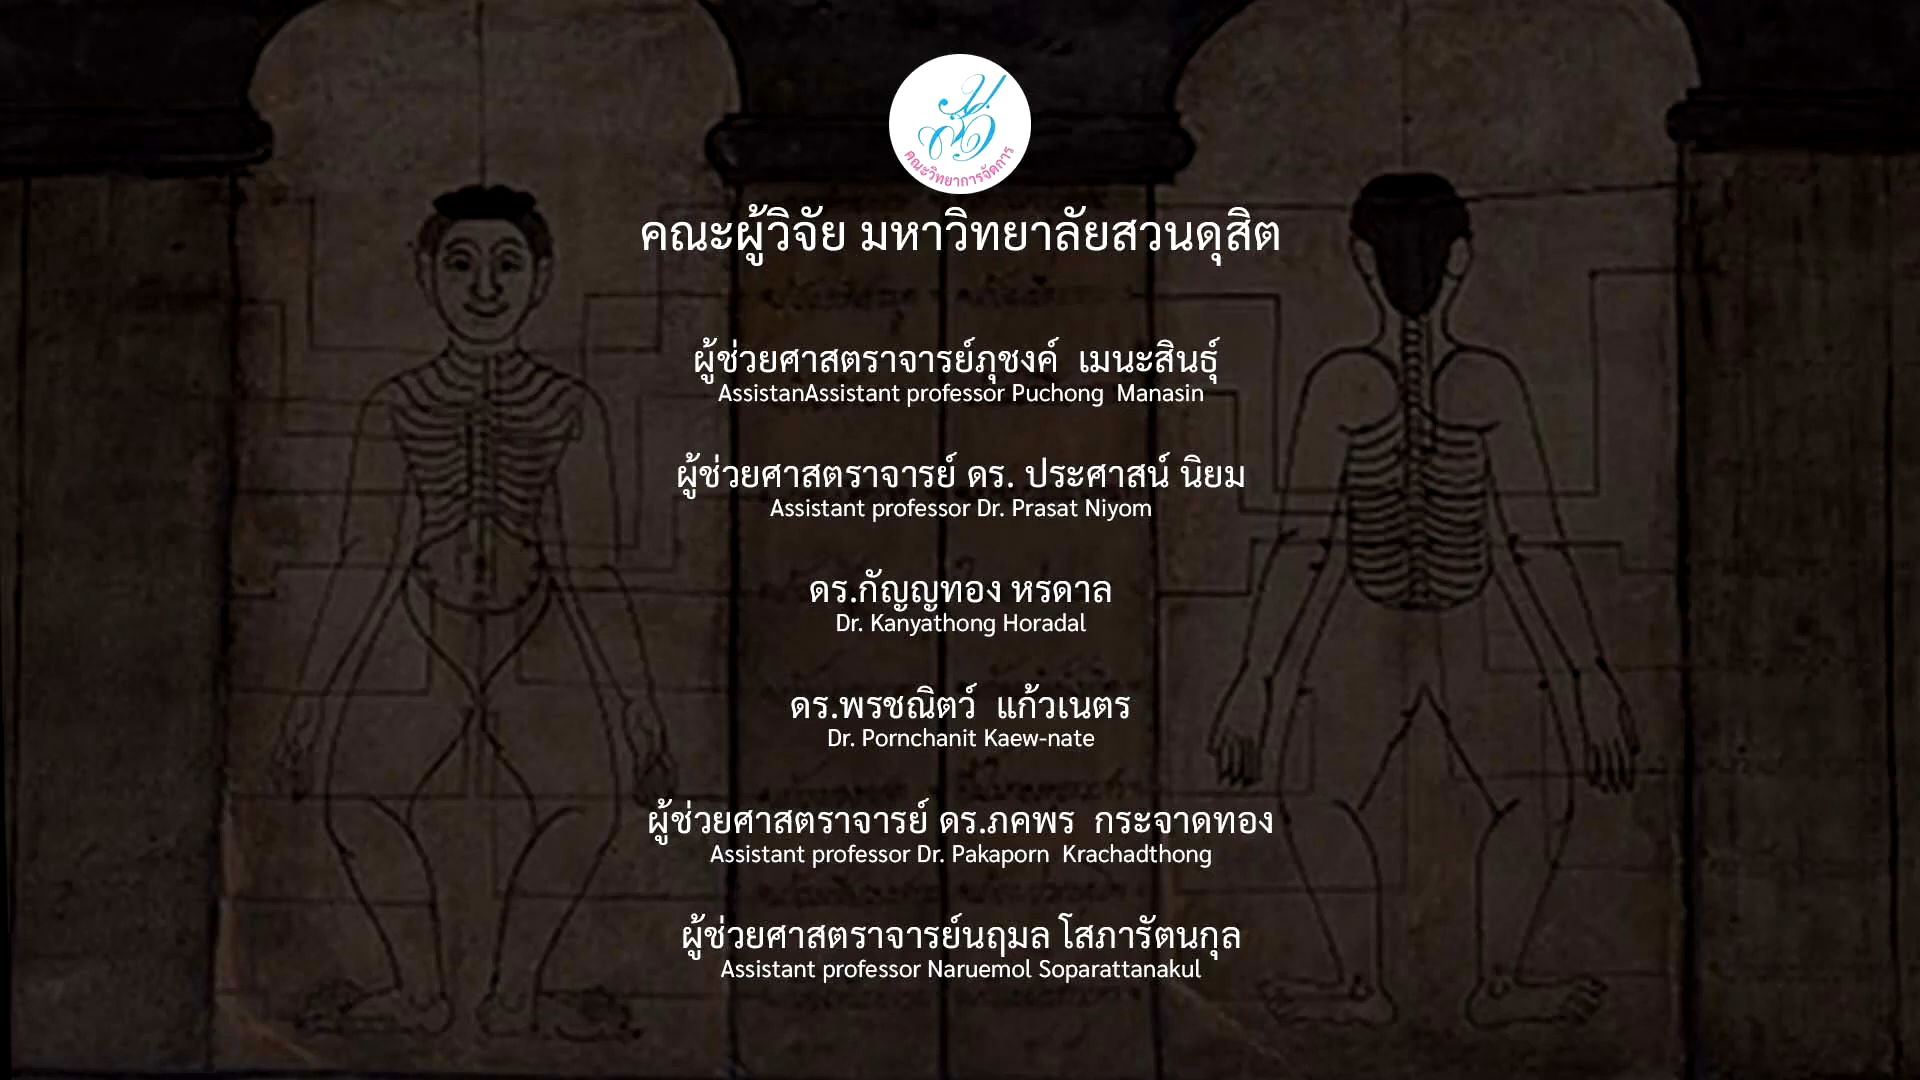 คณะวิทยาการจัดการ
คณะผู้วิจัย มหาวิทยาลัยสวนดุสิต
ผู้ช่วยศาสตราจารย์ภุชงค์  เมนะสินธุ์
AssistanAssistant professor Puchong  Manasin
ผู้ช่วยศาสตราจารย์ ดร. ประศาสน์ นิยม
Assistant professor Dr. Prasat Niyom
ดร.กัญญทอง หรดาล
Dr. Kanyathong Horadal
ดร.พรชณิตว์  แก้วเนตร
Dr. Pornchanit Kaew-nate
ผู้ช่วยศาสตราจารย์ ดร.ภคพร  กระจาดทอง
Assistant professor Dr. Pakaporn  Krachadthong
ผู้ช่วยศาสตราจารย์นฤมล โสภารัตนกุล
Assistant professor Naruemol Soparattanakul